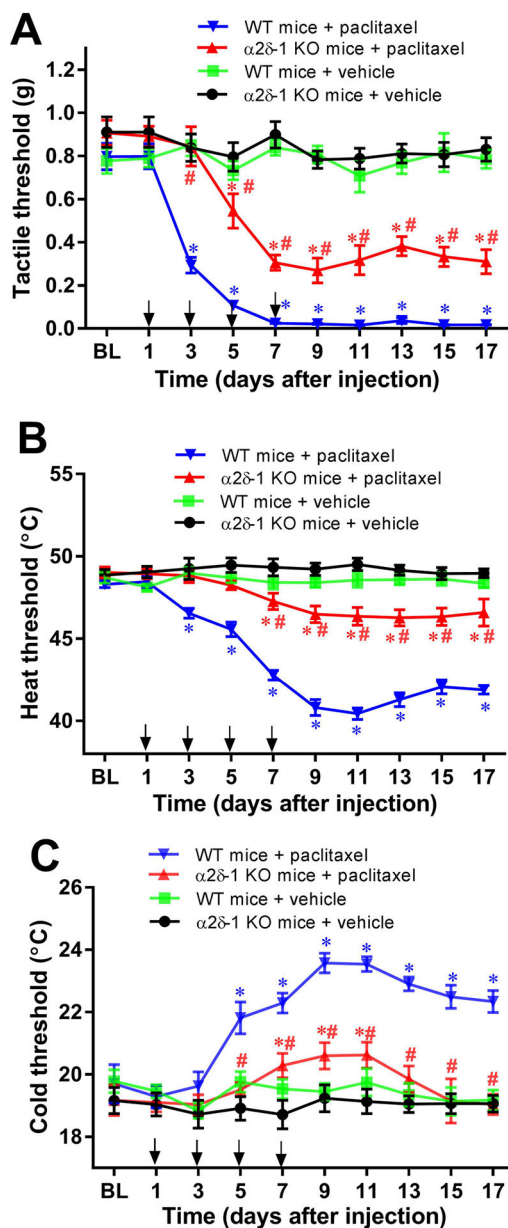 A
WT mice + paclitaxel
α2δ-1 KO mice + paclitaxel
WT mice + vehicle
α2δ-1 KO mice + vehicle
Tactile threshold (g)
1.2
1.0
0.8
0.6
0.4
0.2
0.0
#
* #
*# *# *# *# *# *#
* * * * * * * *
BL 1 3 5 7 9 11 13 15 17
Time (days after injection)
B
WT mice + paclitaxel
α2δ-1 KO mice + paclitaxel
WT mice + vehicle
α2δ-1 KO mice + vehicle
Heat threshold (°C)
55
50
45
40
*# *# *# *# *# *#
* * * * * * * *
BL 1 3 5 7 9 11 13 15 17
Time (days after injection)
C
WT mice + paclitaxel
α2δ-1 KO mice + paclitaxel
WT mice + vehicle
α2δ-1 KO mice + vehicle
Cold threshold (°C)
26
24
22
20
18
* * * * * * *
# *# *# *# # # #
BL 1 3 5 7 9 11 13 15 17
Time (days after injection)